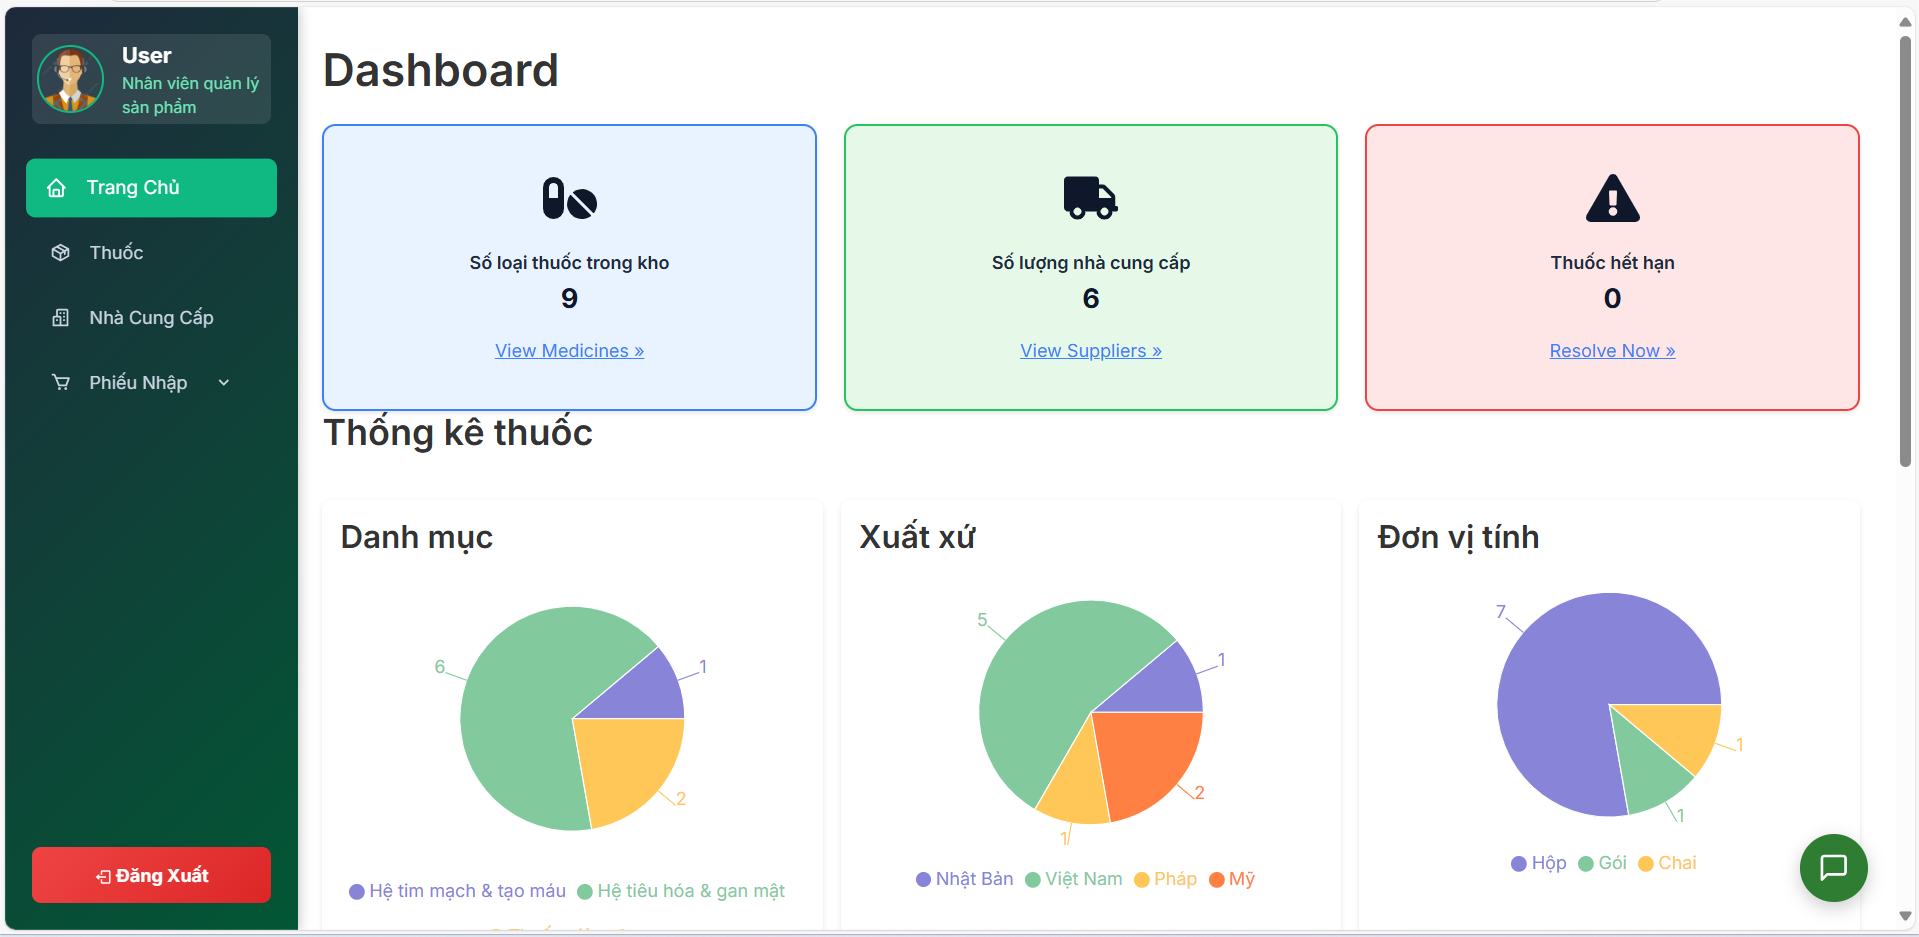 User
Nhân viên quản lý
sản phẩm
Trang Chủ
Thuốc
Nhà Cung Cấp
Phiếu Nhập
Đăng Xuất
Dashboard
Số loại thuốc trong kho
9
View Medicines »
Số lượng nhà cung cấp
6
View Suppliers »
Thuốc hết hạn
0
Resolve Now »
Thống kê thuốc
Danh mục
6
1
2
Hệ tim mạch & tạo máu
Hệ tiêu hóa & gan mật
Xuất xứ
5
1
1
2
Nhật Bản Việt Nam Pháp Mỹ
Đơn vị tính
7
1
1
Hộp Gói Chai